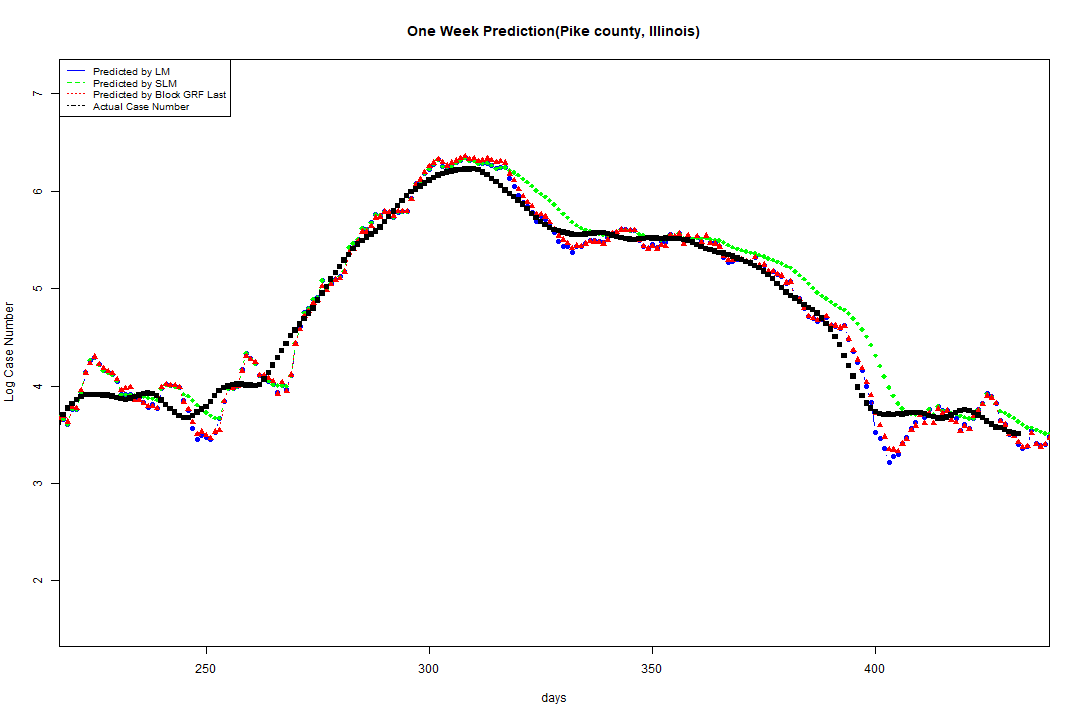 One Week Prediction(Pike county, Illinois)
Predicted by LM
Predicted by SLM
Predicted by Block GRF Last
Actual Case Number
7
6
5
4
3
2
Log Case Number
250 300 350 400
days